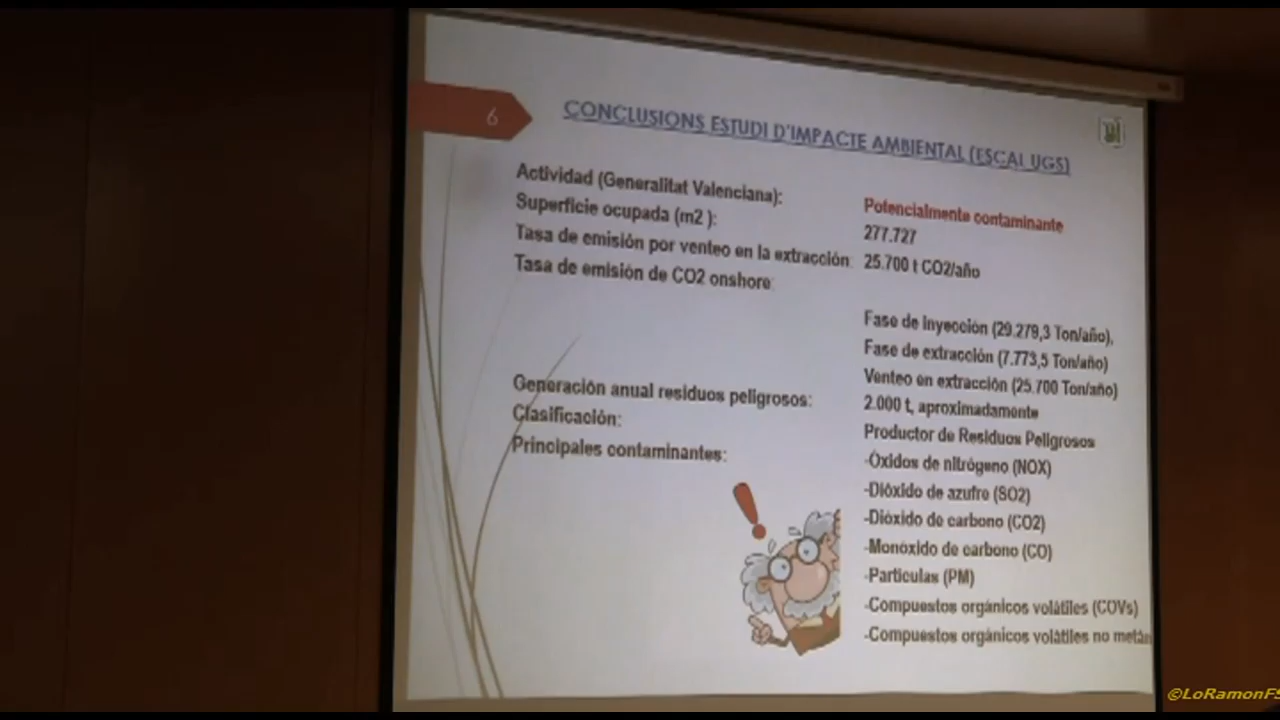 6
CONCLUSIONS ESTUDI D'IMPACTE AMBIENTAL (ESCAL UGS)
Actividad (Generalitat Valenciana):
Potencialmente contaminante
Superficie ocupada (m2 ):
277.727
Tasa de emisión por venteo en la extracción:
25.700 t CO2/año
Tasa de emisión de CO2 onshore:
Fase de inyección (29.279,3 Ton/año),
Fase de extracción (7.773,5 Ton/año)
Venteo en extracción (25.700 Ton/año)
Generación anual residuos peligrosos:
2.000 t, aproximadamente
Clasificación:
Productor de Residuos Peligrosos
Principales contaminantes:
-Óxidos de nitrógeno (NOX)
-Dióxido de azufre (SO2)
-Dióxido de carbono (CO2)
-Monóxido de carbono (CO)
-Partículas (PM)
-Compuestos orgánicos volátiles (COVs)
-Compuestos orgánicos volátiles no metán
©LoRamonFS